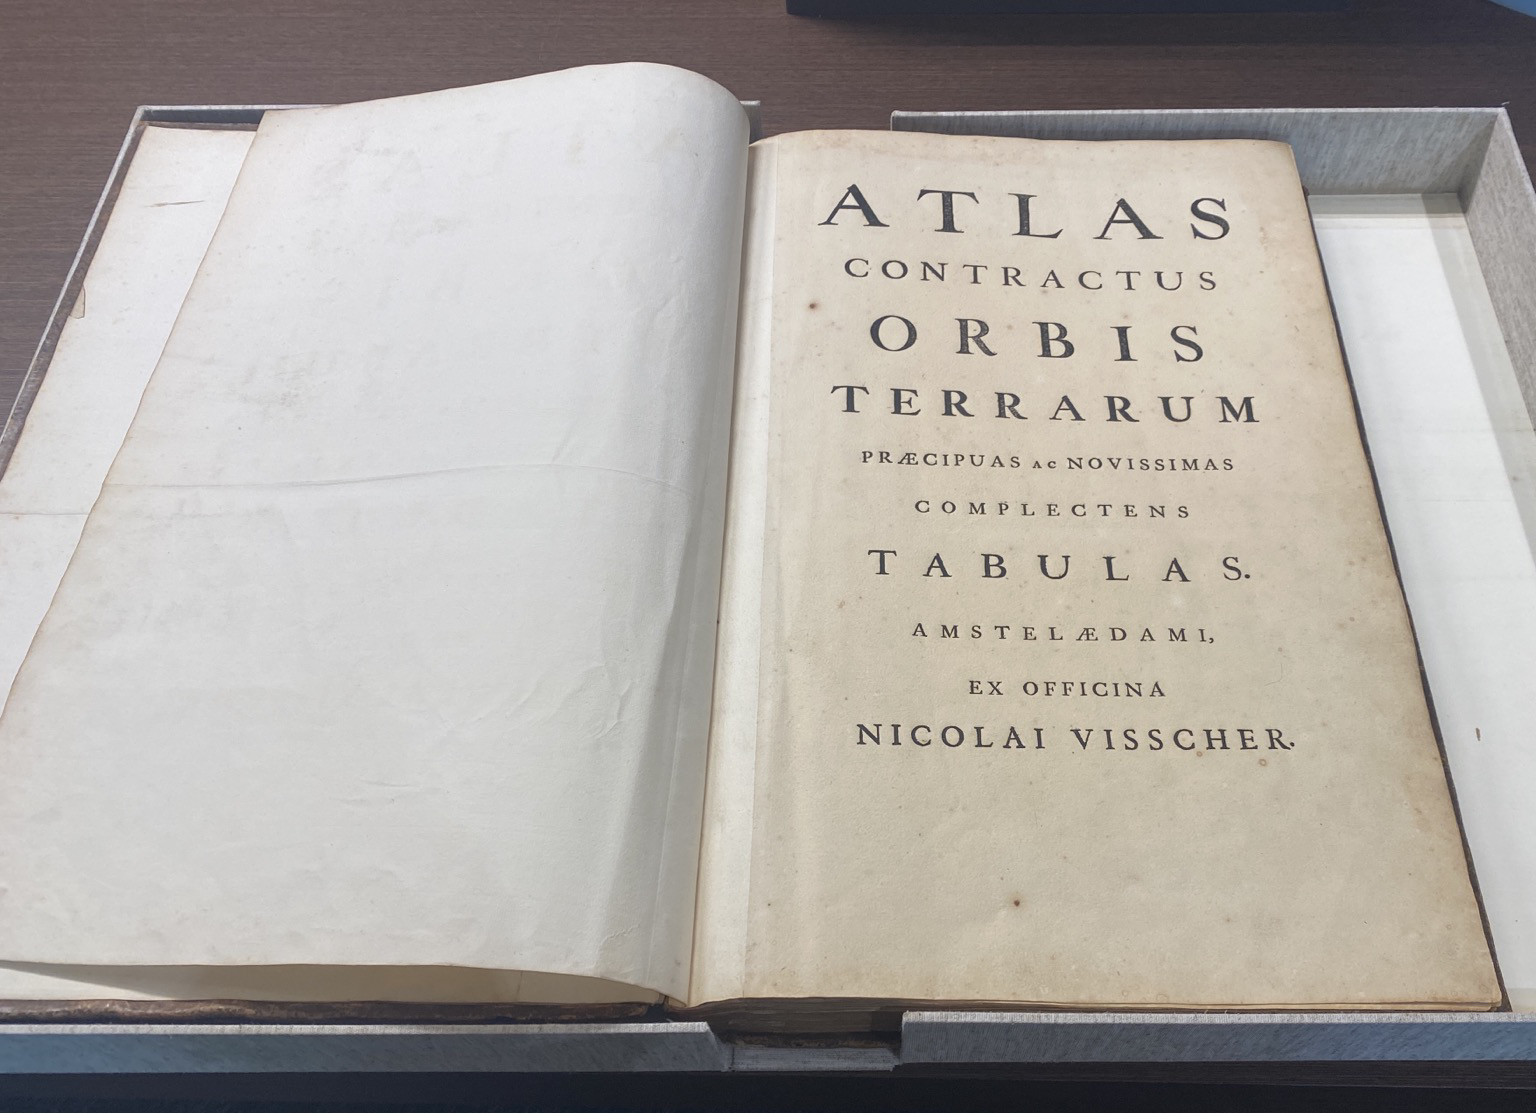 ATLAS
CONTRACTUS
ORBIS
TERRARUM
PRÆCIPUAS AC NOVISSIMAS
COMPLECTENS
TABULAS.
AMSTELÆDAMI,
EX OFFICINA
NICOLAI VISSCHER.